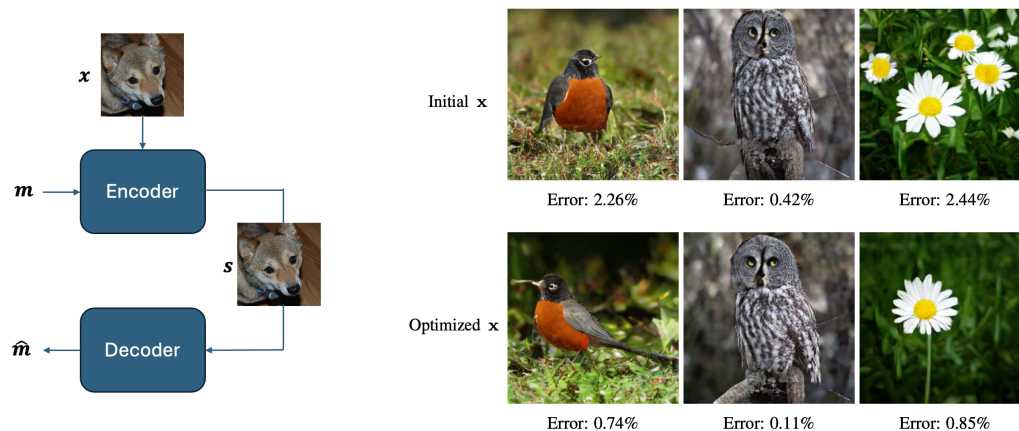 x
m
Encoder
s
m̂
Decoder
Initial x
Error: 2.26%
Error: 0.42%
Error: 2.44%
Optimized x
Error: 0.74%
Error: 0.11%
Error: 0.85%